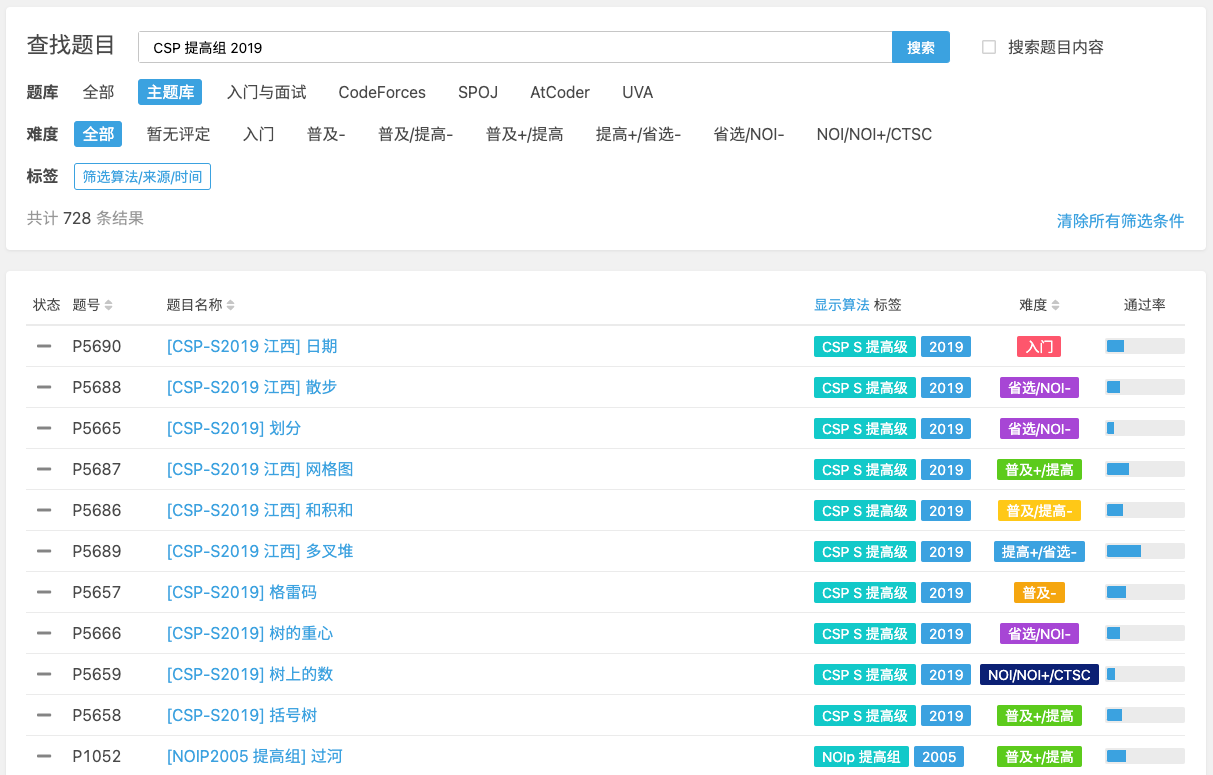 查找题目 CSP 提高组 2019 搜索 搜索题目内容
题库 全部 主题库 入门与面试 CodeForces SPOJ AtCoder UVA
难度 全部 暂无评定 入门 普及- 普及/提高- 普及+/提高 提高+/省选- 省选/NOI- NOI/NOI+/CTSC
标签 筛选算法/来源/时间
共计 728 条结果 清除所有筛选条件
状态 题号 题目名称 显示算法 标签 难度 通过率
P5690 [CSP-S2019 江西] 日期 CSP S 提高级 2019 入门
P5688 [CSP-S2019 江西] 散步 CSP S 提高级 2019 省选/NOI-
P5665 [CSP-S2019] 划分 CSP S 提高级 2019 省选/NOI-
P5687 [CSP-S2019 江西] 网格图 CSP S 提高级 2019 普及+/提高
P5686 [CSP-S2019 江西] 和积和 CSP S 提高级 2019 普及/提高-
P5689 [CSP-S2019 江西] 多叉堆 CSP S 提高级 2019 提高+/省选-
P5657 [CSP-S2019] 格雷码 CSP S 提高级 2019 普及-
P5666 [CSP-S2019] 树的重心 CSP S 提高级 2019 省选/NOI-
P5659 [CSP-S2019] 树上的数 CSP S 提高级 2019 NOI/NOI+/CTSC
P5658 [CSP-S2019] 括号树 CSP S 提高级 2019 普及+/提高
P1052 [NOIP2005 提高组] 过河 NOIp 提高组 2005 普及+/提高